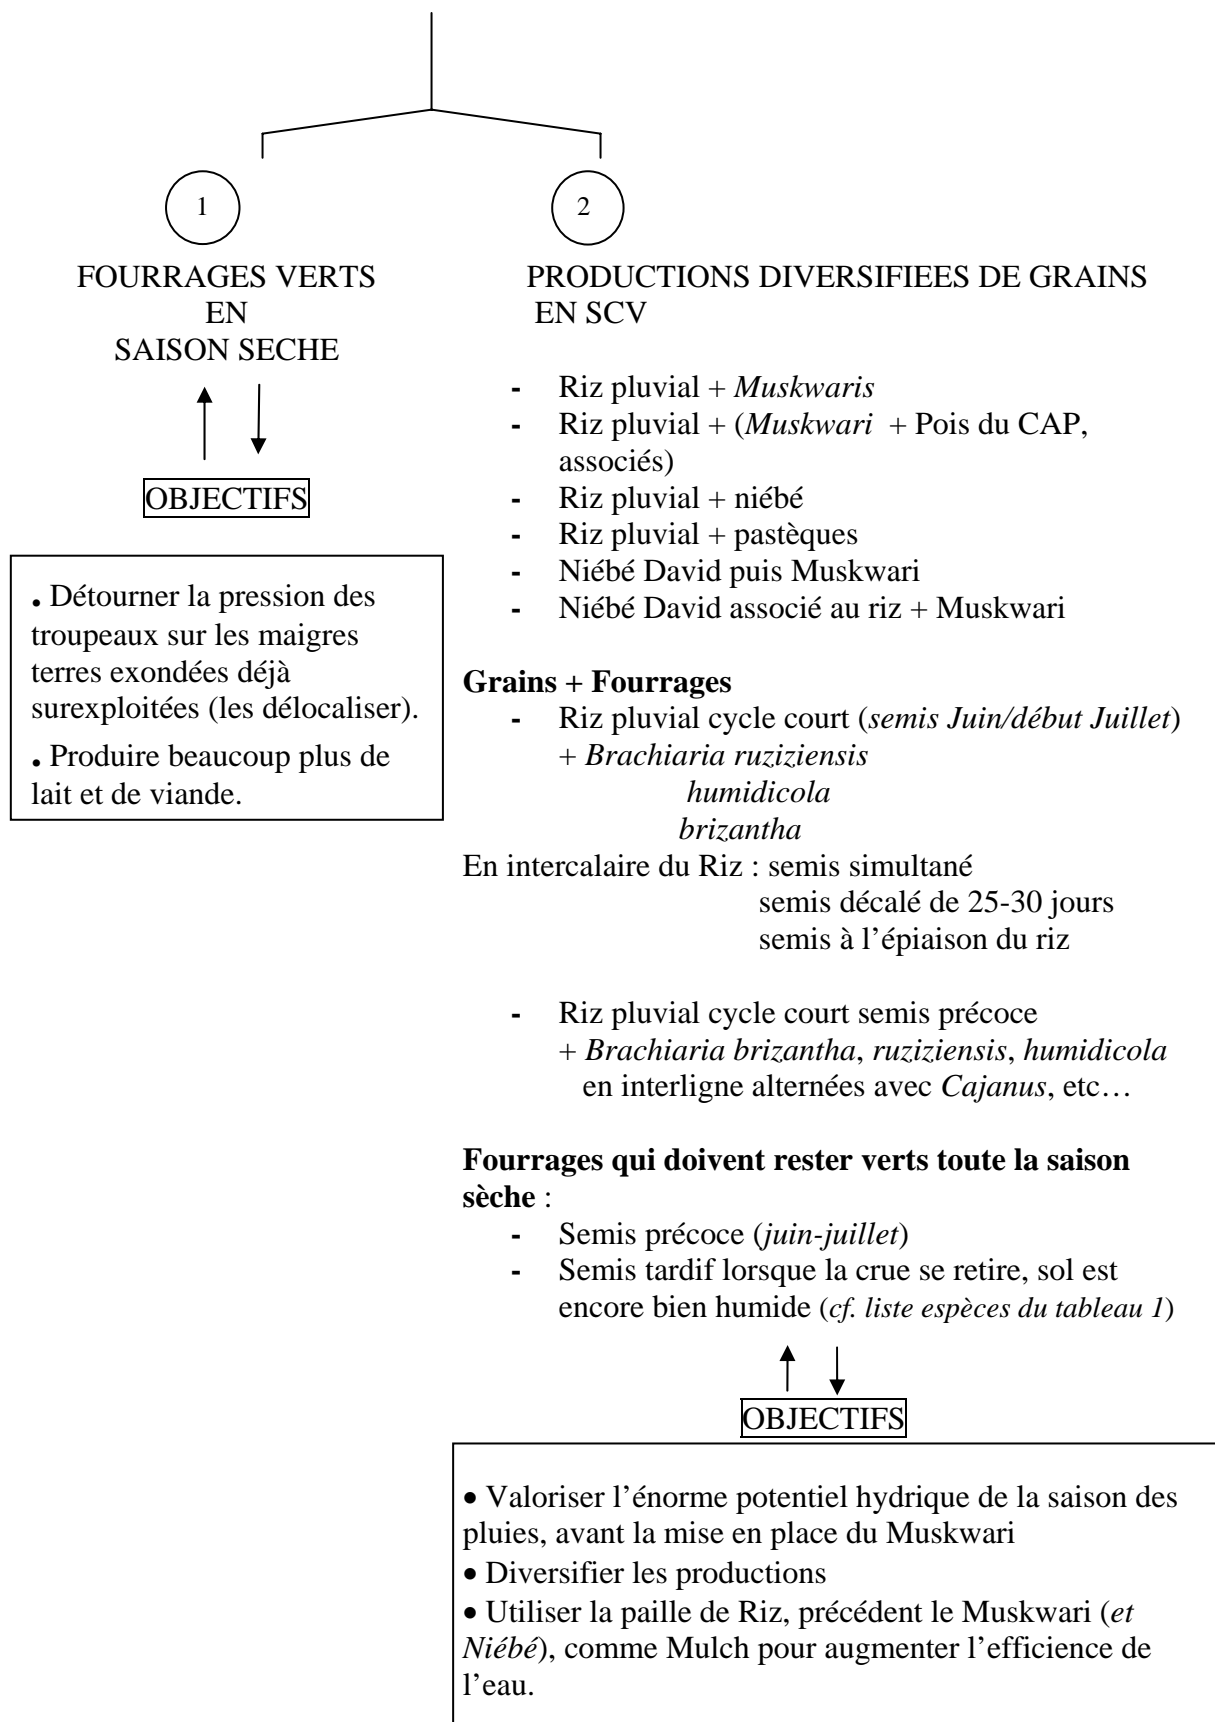 1
FOURRAGES VERTS
EN
SAISON SECHE
OBJECTIFS
. Détourner la pression des
troupeaux sur les maigres
terres exondées déjà
surexploitées (les délocaliser).
. Produire beaucoup plus de
lait et de viande.
2
PRODUCTIONS DIVERSIFIEES DE GRAINS
EN SCV
- Riz pluvial + Muskwaris
- Riz pluvial + (Muskwari + Pois du CAP,
associés)
- Riz pluvial + niébé
- Riz pluvial + pastèques
- Niébé David puis Muskwari
- Niébé David associé au riz + Muskwari
Grains + Fourrages
- Riz pluvial cycle court (semis Juin/début Juillet)
+ Brachiaria ruziziensis
humidicola
brizantha
En intercalaire du Riz : semis simultané
semis décalé de 25-30 jours
semis à l’épiaison du riz
- Riz pluvial cycle court semis précoce
+ Brachiaria brizantha, ruziziensis, humidicola
en interligne alternées avec Cajanus, etc…
Fourrages qui doivent rester verts toute la saison
sèche :
- Semis précoce (juin-juillet)
- Semis tardif lorsque la crue se retire, sol est
encore bien humide (cf. liste espèces du tableau 1)
OBJECTIFS
• Valoriser l’énorme potentiel hydrique de la saison des
pluies, avant la mise en place du Muskwari
• Diversifier les productions
• Utiliser la paille de Riz, précédent le Muskwari (et
Niébé), comme Mulch pour augmenter l’efficience de
l’eau.